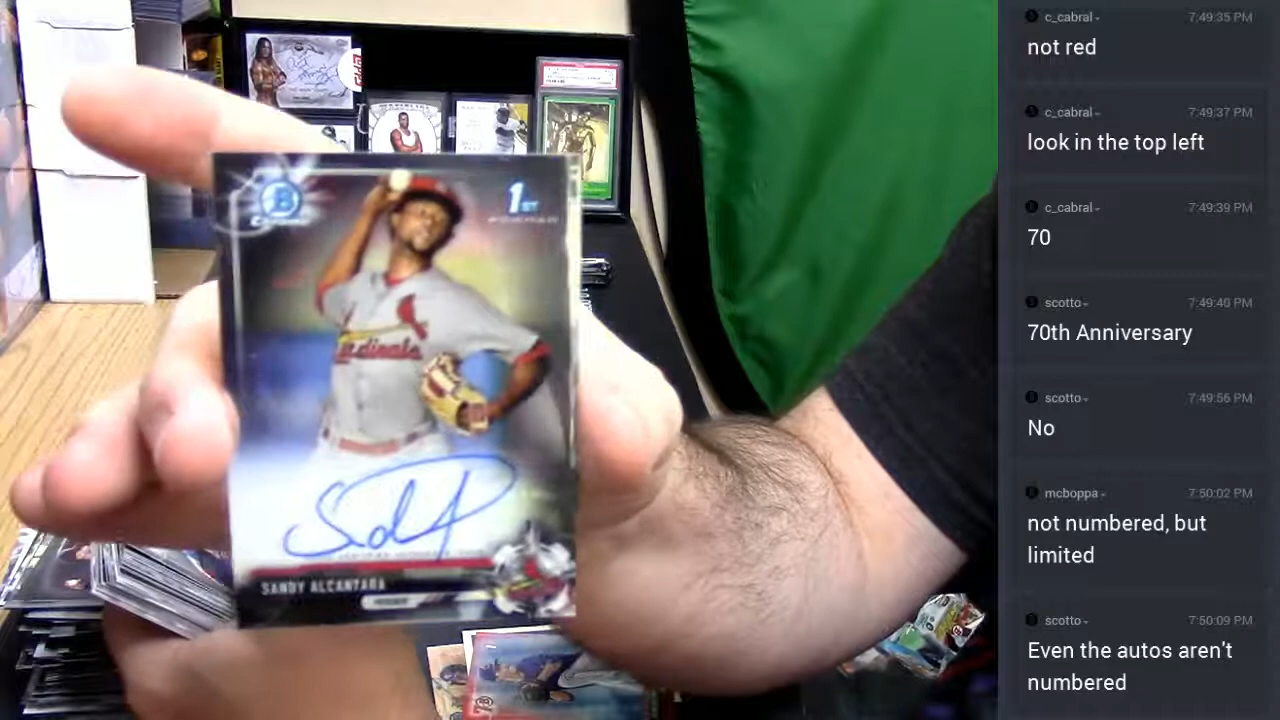 B
CHROME
1ST
Cardinals
SANDY ALCANTARA
70
c_cabral
7:49:35 PM
not red
c_cabral
7:49:37 PM
look in the top left
c_cabral
7:49:39 PM
70
scotto
7:49:40 PM
70th Anniversary
scotto
7:49:56 PM
No
mcboppa
7:50:02 PM
not numbered, but
limited
scotto
7:50:09 PM
Even the autos aren't
numbered